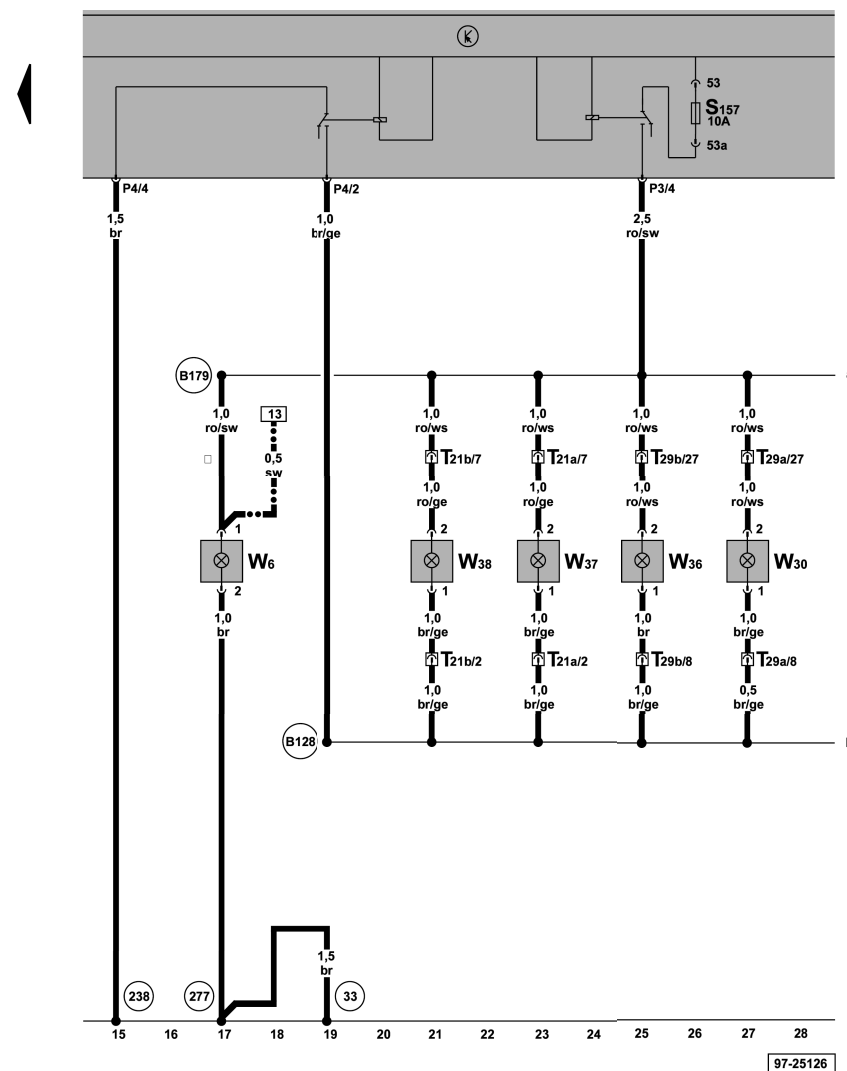 53
S157
10A
53a
P4/4
P4/2
P3/4
1,5 1,0 2,5
br br/ge ro/sw
B179
1,0 13 1,0 1,0 1,0 1,0
ro/sw ro/ws ro/ws ro/ws ro/ws
0,5 T21b/7 T21a/7 T29b/27 T29a/27
sw
1,0 1,0 1,0 1,0
ro/ge ro/ge ro/ws ro/ws
1 2 2 2 2
W6 W38 W37 W36 W30
2 1 1 1 1
1,0 1,0 1,0 1,0 1,0
br br/ge br/ge br br/ge
T21b/2 T21a/2 T29b/8 T29a/8
1,0 1,0 1,0 0,5
br/ge br/ge br/ge br/ge
B128
1,5
br
238 277 33
15 16 17 18 19 20 21 22 23 24 25 26 27 28
97-25126